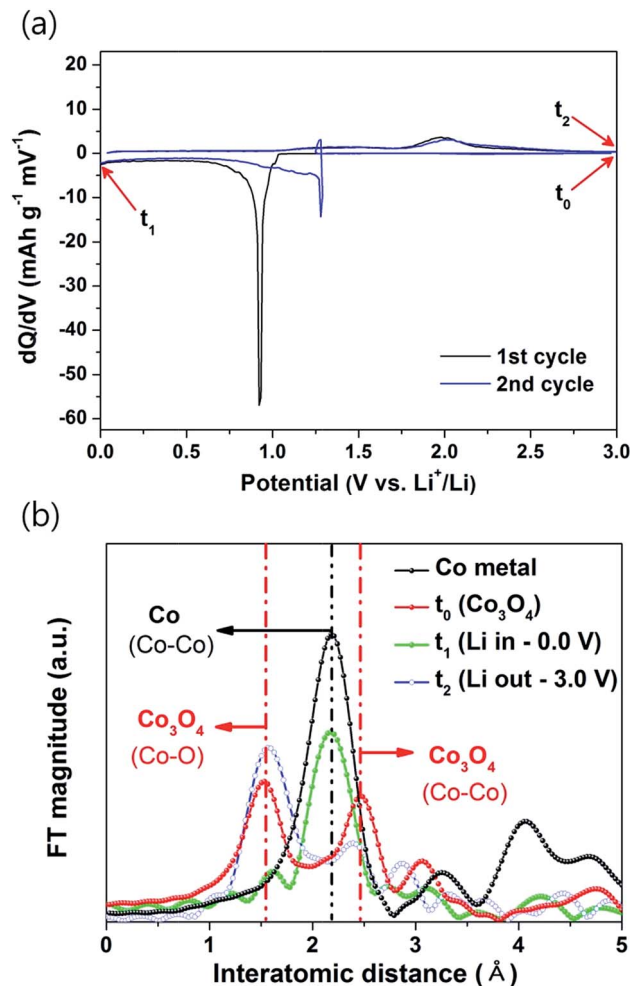 (a)
20
10
0
-10
-20
-30
-40
-50
-60
dQ/dV (mAh g⁻¹ mV⁻¹)
t₂
t₀
t₁
1st cycle
2nd cycle
0.0 0.5 1.0 1.5 2.0 2.5 3.0
Potential (V vs. Li⁺/Li)
(b)
FT magnitude (a.u.)
Co
(Co-Co)
Co₃O₄
(Co-O)
Co₃O₄
(Co-Co)
Co metal
t₀ (Co₃O₄)
t₁ (Li in - 0.0 V)
t₂ (Li out - 3.0 V)
0 1 2 3 4 5
Interatomic distance (Å)